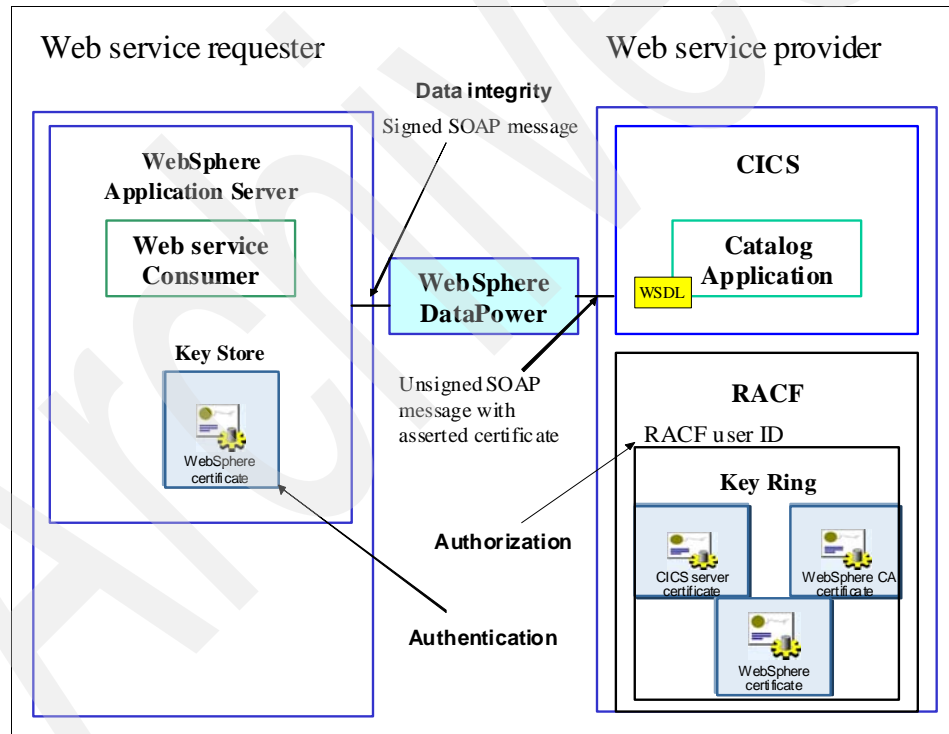 Web service requester
Web service provider
Data integrity
Signed SOAP message
WebSphere
Application Server
Web service
Consumer
Key Store
WebSphere
certificate
WebSphere
DataPower
Unsigned SOAP
message with
asserted certificate
Authorization
Authentication
CICS
Catalog
Application
WSDL
RACF
RACF user ID
Key Ring
CICS server
certificate
WebSphere CA
certificate
WebSphere
certificate
Archive